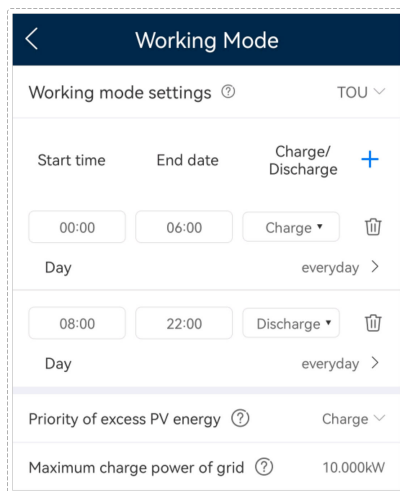 Working Mode
Working mode settings ? TOU
Start time End date Charge/
Discharge +
00:00 06:00 Charge
Day everyday >
08:00 22:00 Discharge
Day everyday >
Priority of excess PV energy ? Charge
Maximum charge power of grid ? 10.000kW